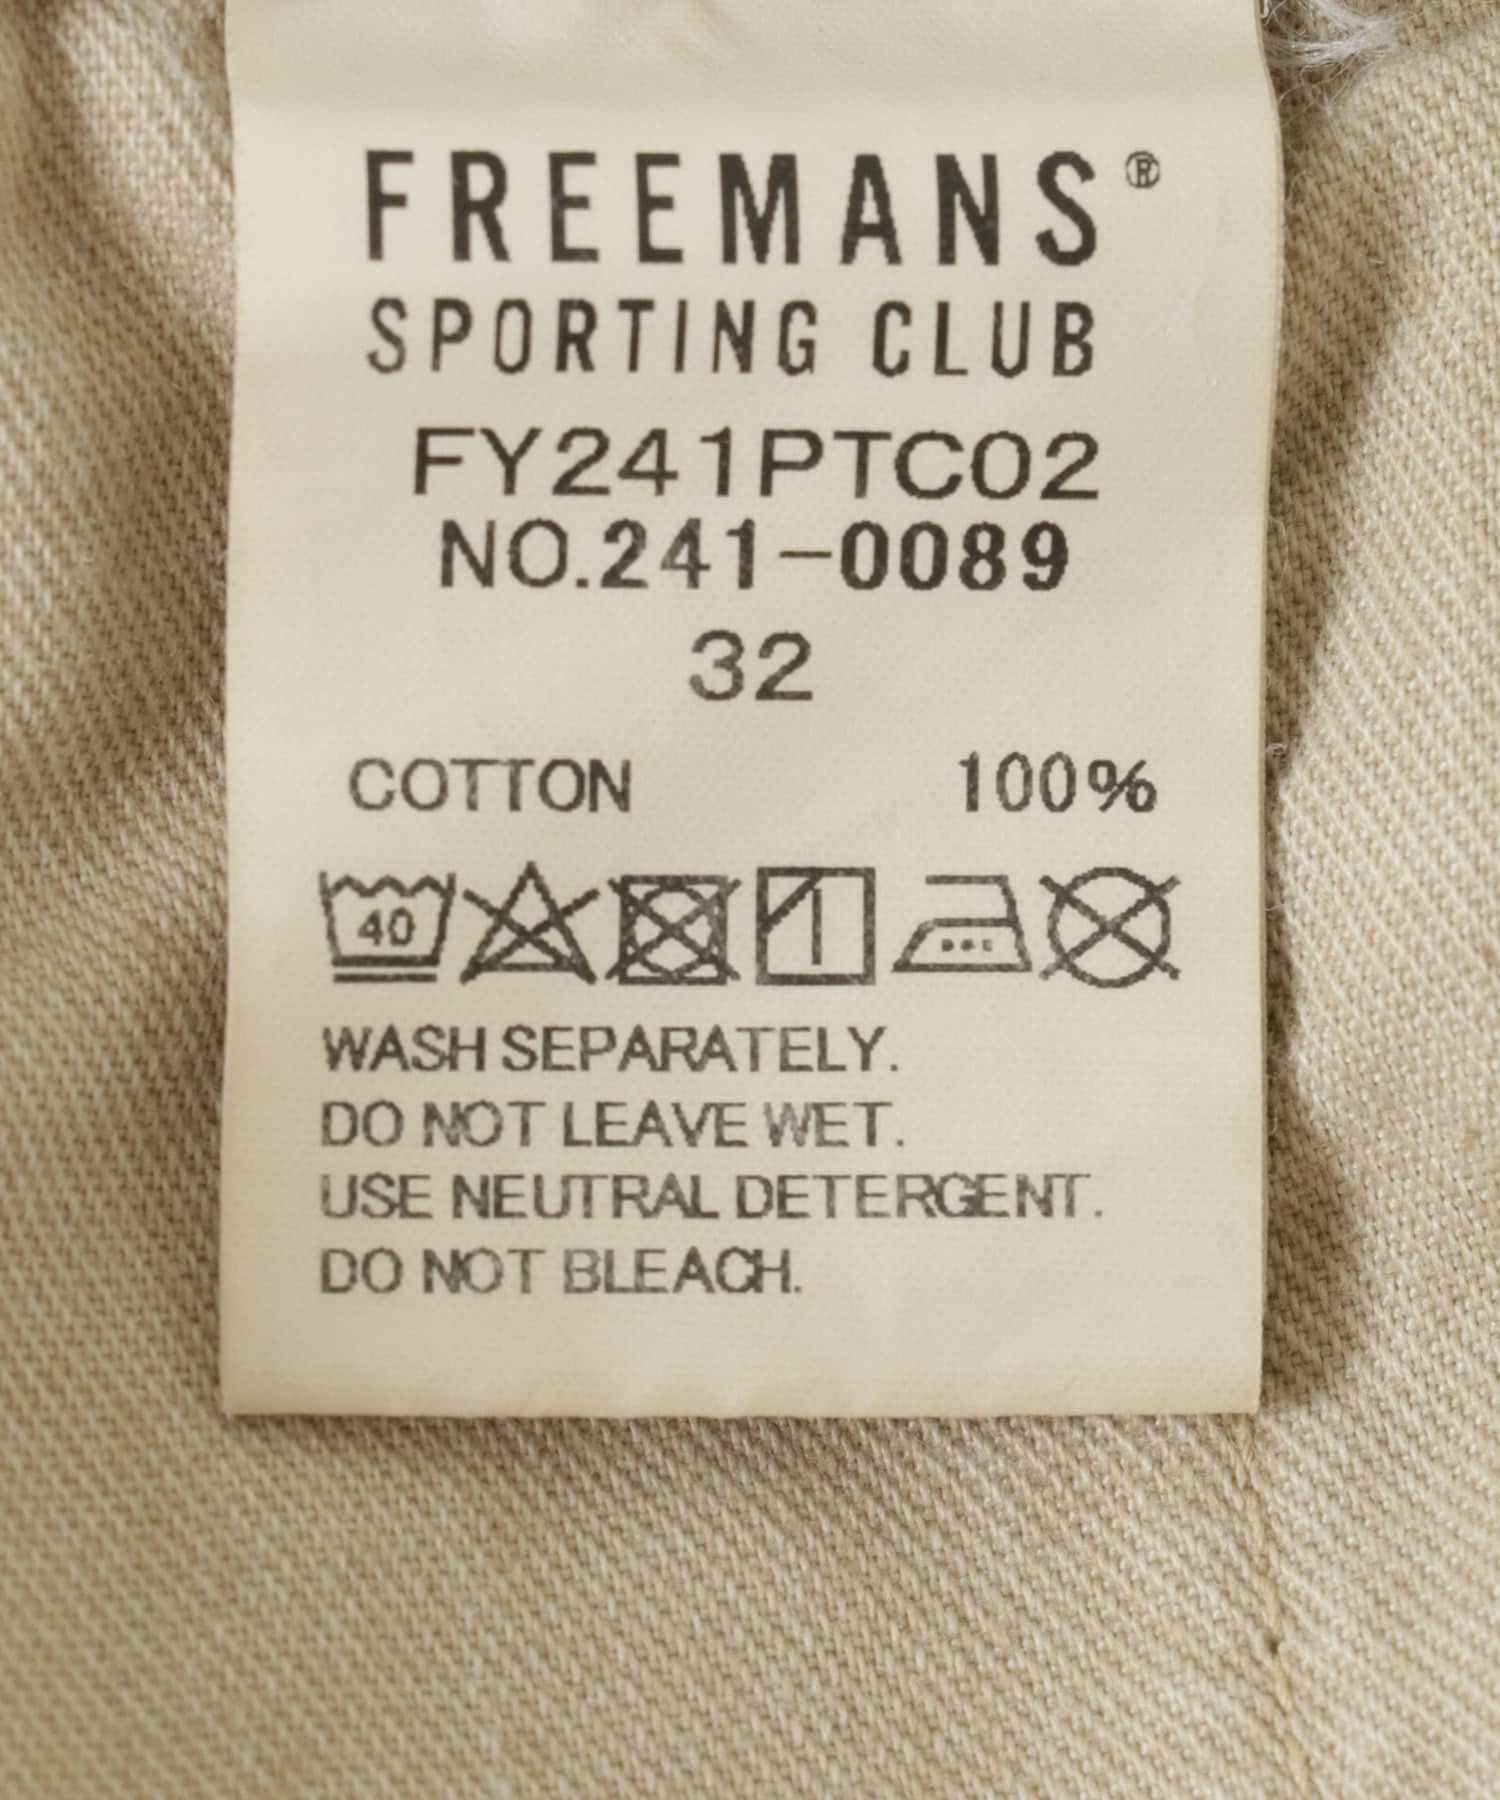 FREEMANS®
SPORTING CLUB
FY241PTC02
NO.241-0089
32
COTTON 100%
40
WASH SEPARATELY.
DO NOT LEAVE WET.
USE NEUTRAL DETERGENT.
DO NOT BLEACH.